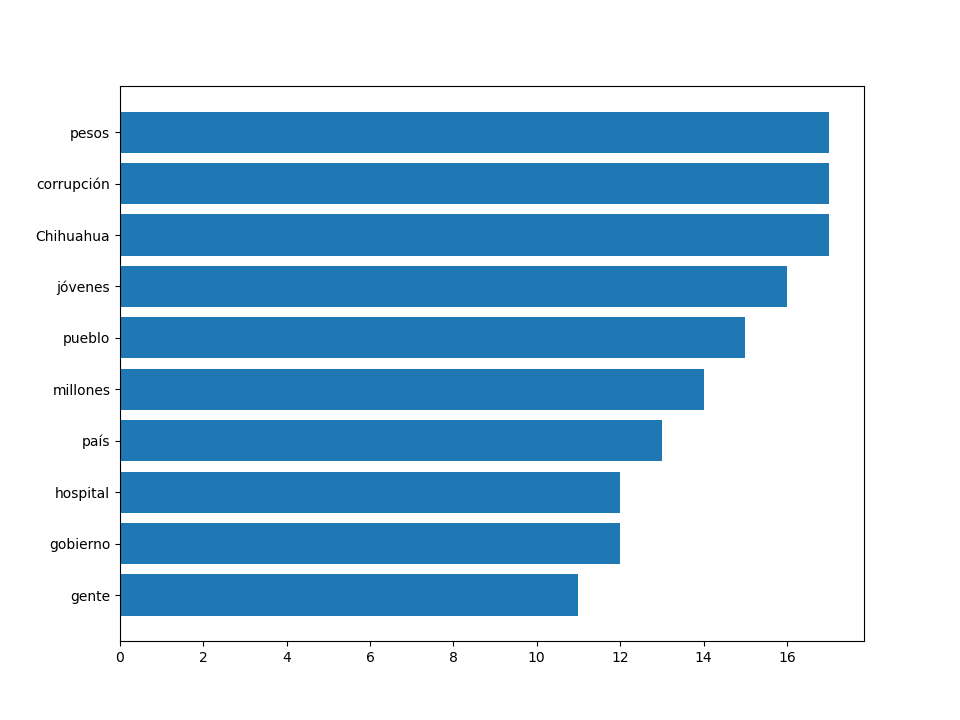 pesos
corrupción
Chihuahua
jóvenes
pueblo
millones
país
hospital
gobierno
gente
0 2 4 6 8 10 12 14 16